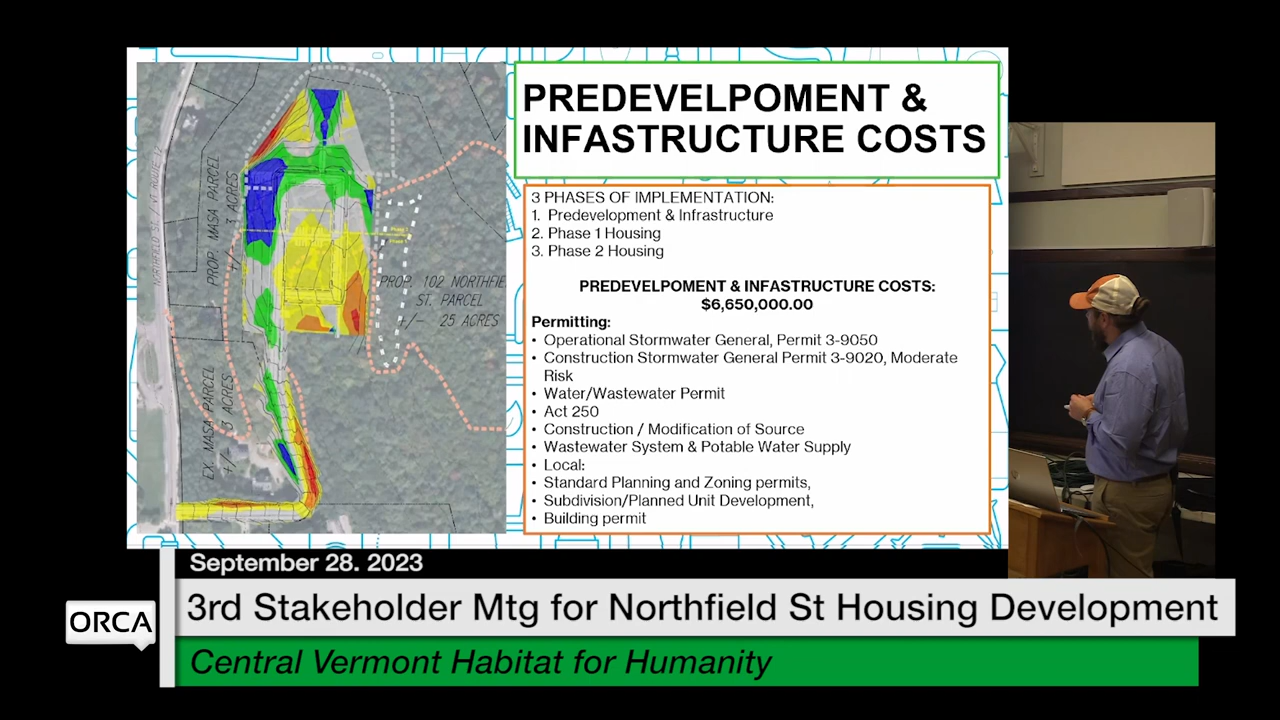 PREDEVELPOMENT &
INFASTRUCTURE COSTS
3 PHASES OF IMPLEMENTATION:
1. Predevelopment & Infrastructure
2. Phase 1 Housing
3. Phase 2 Housing
PREDEVELPOMENT & INFASTRUCTURE COSTS:
$6,650,000.00
Permitting:
• Operational Stormwater General, Permit 3-9050
• Construction Stormwater General Permit 3-9020, Moderate
Risk
• Water/Wastewater Permit
• Act 250
• Construction / Modification of Source
• Wastewater System & Potable Water Supply
• Local:
• Standard Planning and Zoning permits,
• Subdivision/Planned Unit Development,
• Building permit
PROP. MASA PARCEL
+/- 3 ACRES
PROP. 102 NORTHFIE
ST. PARCEL
+/- 25 ACRES
EX. MASA PARCEL
+/- 3 ACRES
September 28. 2023
ORCA
3rd Stakeholder Mtg for Northfield St Housing Development
Central Vermont Habitat for Humanity